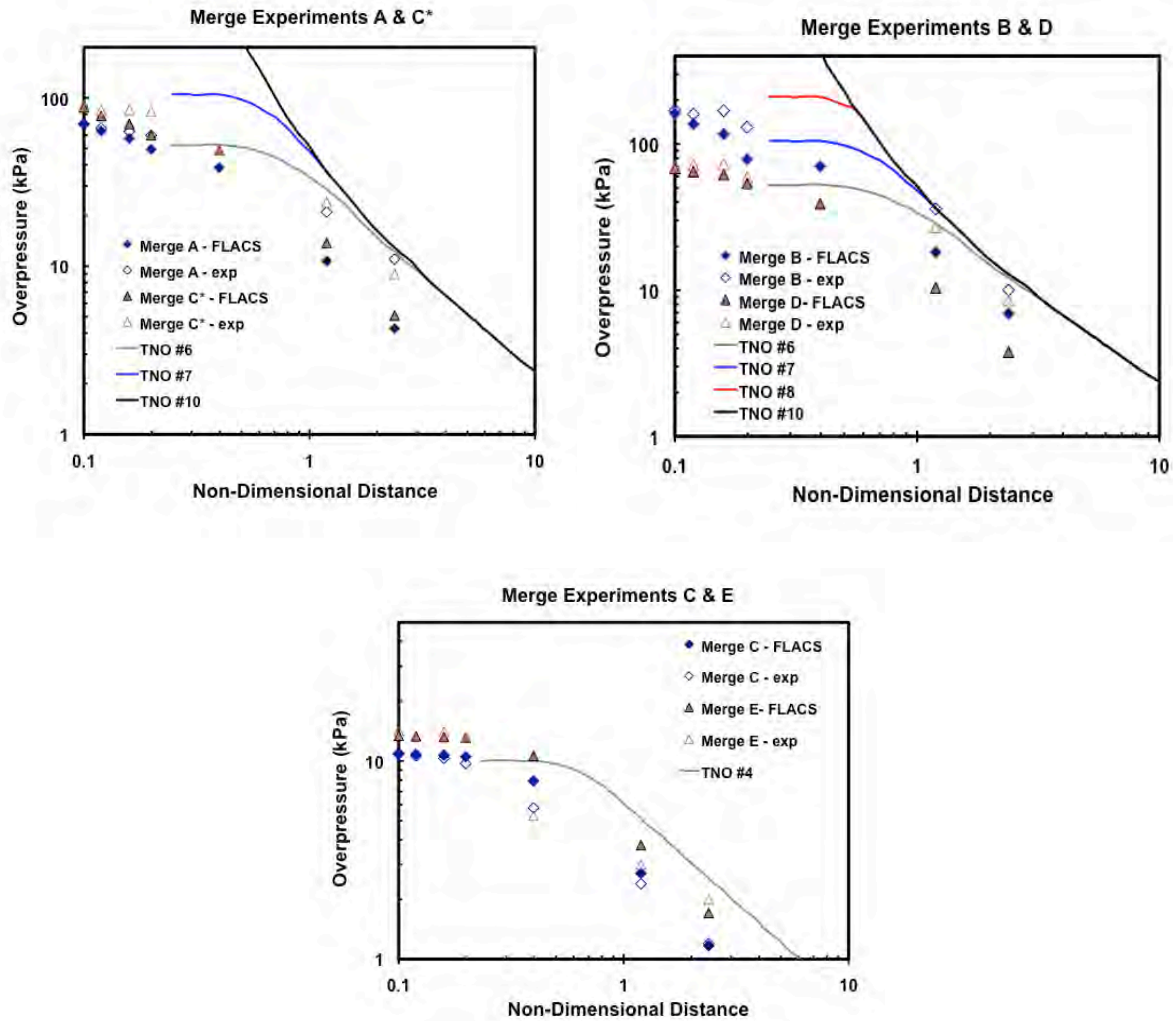 Merge Experiments A & C*
100
10
1
0.1
1
10
Overpressure (kPa)
Non-Dimensional Distance
Merge A - FLACS
Merge A - exp
Merge C* - FLACS
Merge C* - exp
TNO #6
TNO #7
TNO #10
Merge Experiments B & D
100
10
1
0.1
1
10
Overpressure (kPa)
Non-Dimensional Distance
Merge B - FLACS
Merge B - exp
Merge D- FLACS
Merge D - exp
TNO #6
TNO #7
TNO #8
TNO #10
Merge Experiments C & E
10
1
0.1
1
10
Overpressure (kPa)
Non-Dimensional Distance
Merge C - FLACS
Merge C - exp
Merge E- FLACS
Merge E - exp
TNO #4